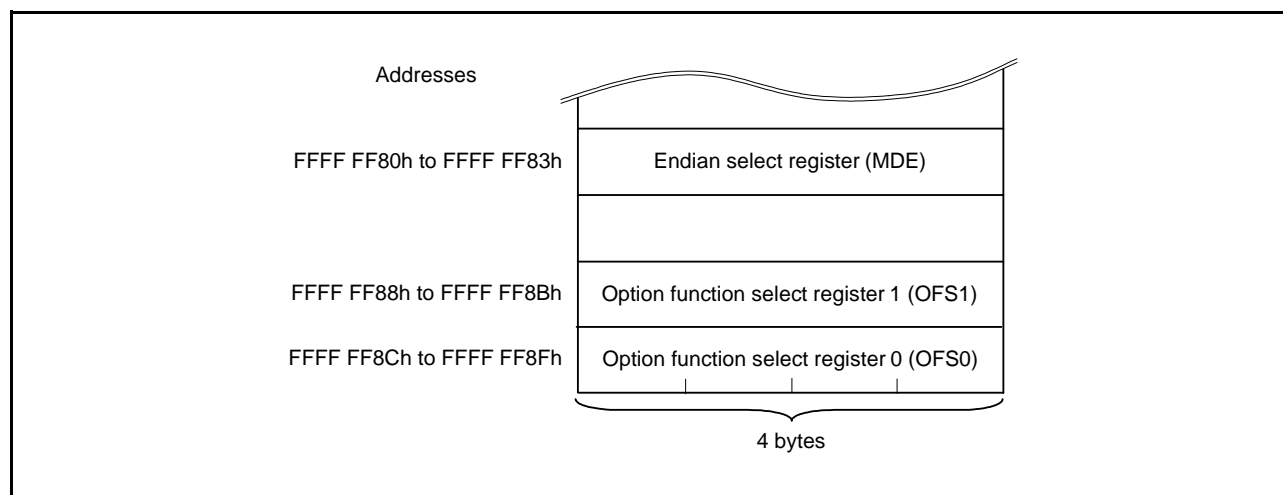 Addresses
FFFF FF80h to FFFF FF83h
Endian select register (MDE)
FFFF FF88h to FFFF FF8Bh
Option function select register 1 (OFS1)
FFFF FF8Ch to FFFF FF8Fh
Option function select register 0 (OFS0)
4 bytes